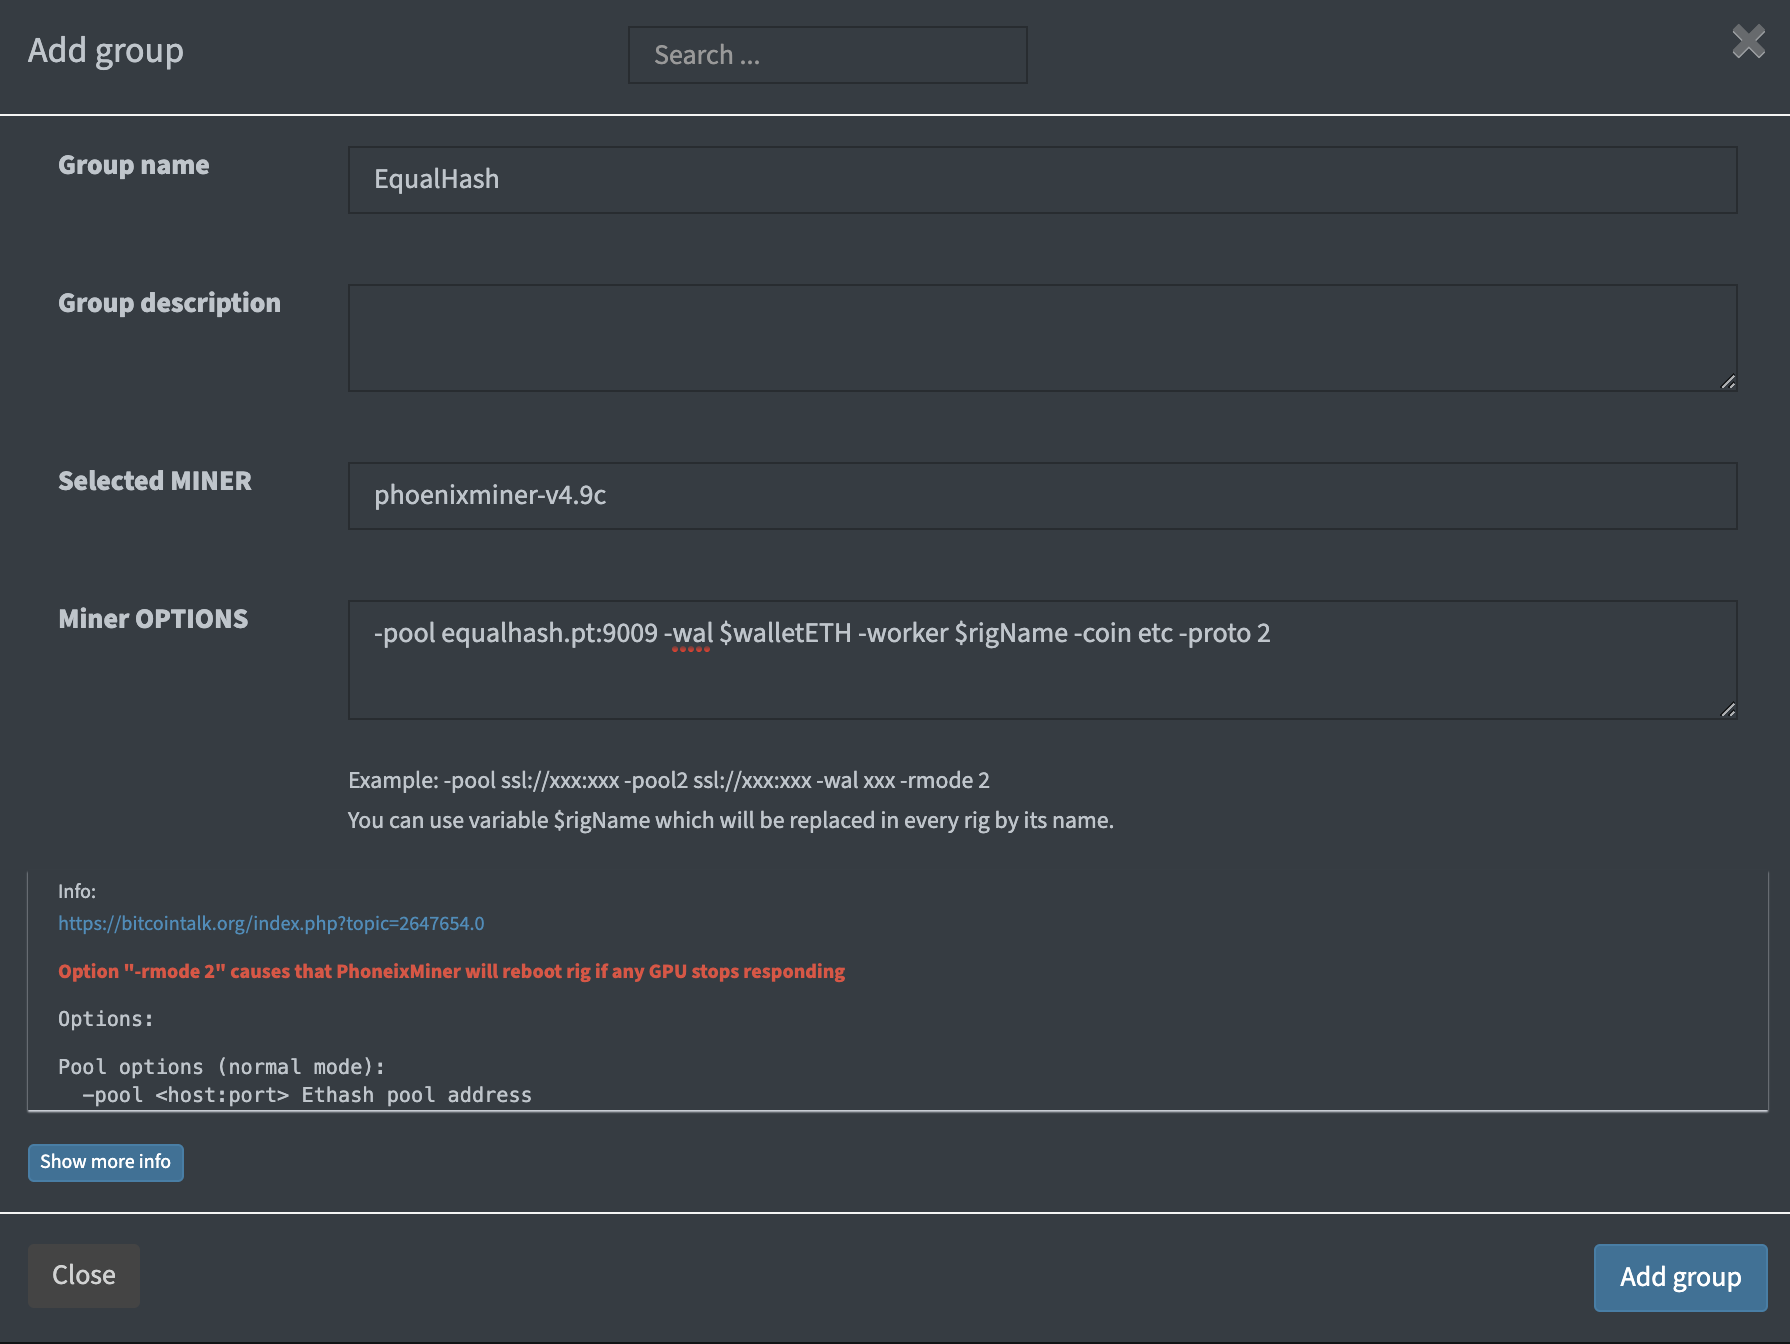 Add group
Search ...
Group name
EqualHash
Group description
Selected MINER
phoenixminer-v4.9c
Miner OPTIONS
-pool equalhash.pt:9009 -wal $walletETH -worker $rigName -coin etc -proto 2
Example: -pool ssl://xxx:xxx -pool2 ssl://xxx:xxx -wal xxx -rmode 2
You can use variable $rigName which will be replaced in every rig by its name.
Info:
https://bitcointalk.org/index.php?topic=2647654.0
Option "-rmode 2" causes that PhoneixMiner will reboot rig if any GPU stops responding
Options:
Pool options (normal mode):
-pool <host:port> Ethash pool address
Show more info
Close
Add group